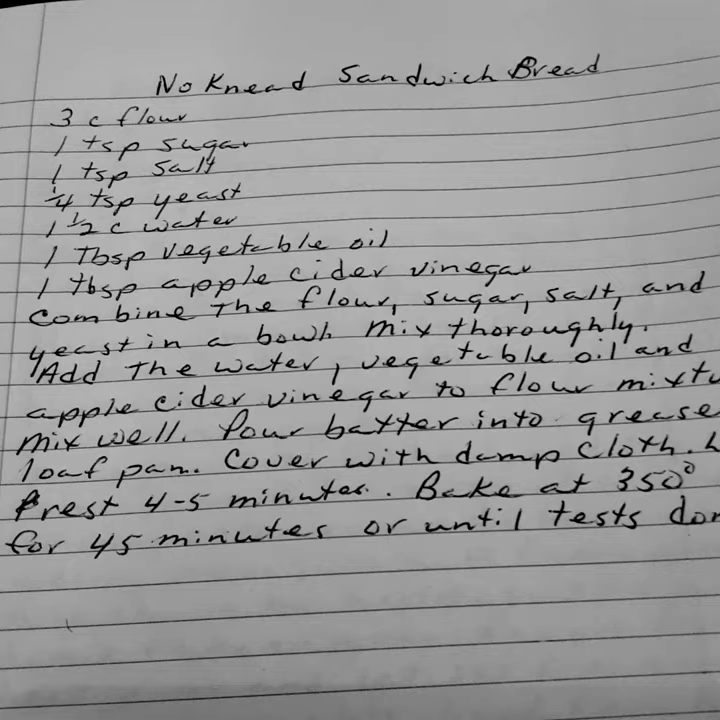 No Knead Sandwich Bread
3 c flour
1 tsp sugar
1 tsp salt
1/4 tsp yeast
1 1/2 c water
1 Tbsp vegetable oil
1 tbsp apple cider vinegar
Combine the flour, sugar, salt, and
yeast in a bowl. Mix thoroughly.
Add the water, vegetable oil and
apple cider vinegar to flour mixtu
mix well. Pour batter into grease
loaf pan. Cover with damp cloth.
rest 4-5 minutes. Bake at 350°
for 45 minutes or until tests don